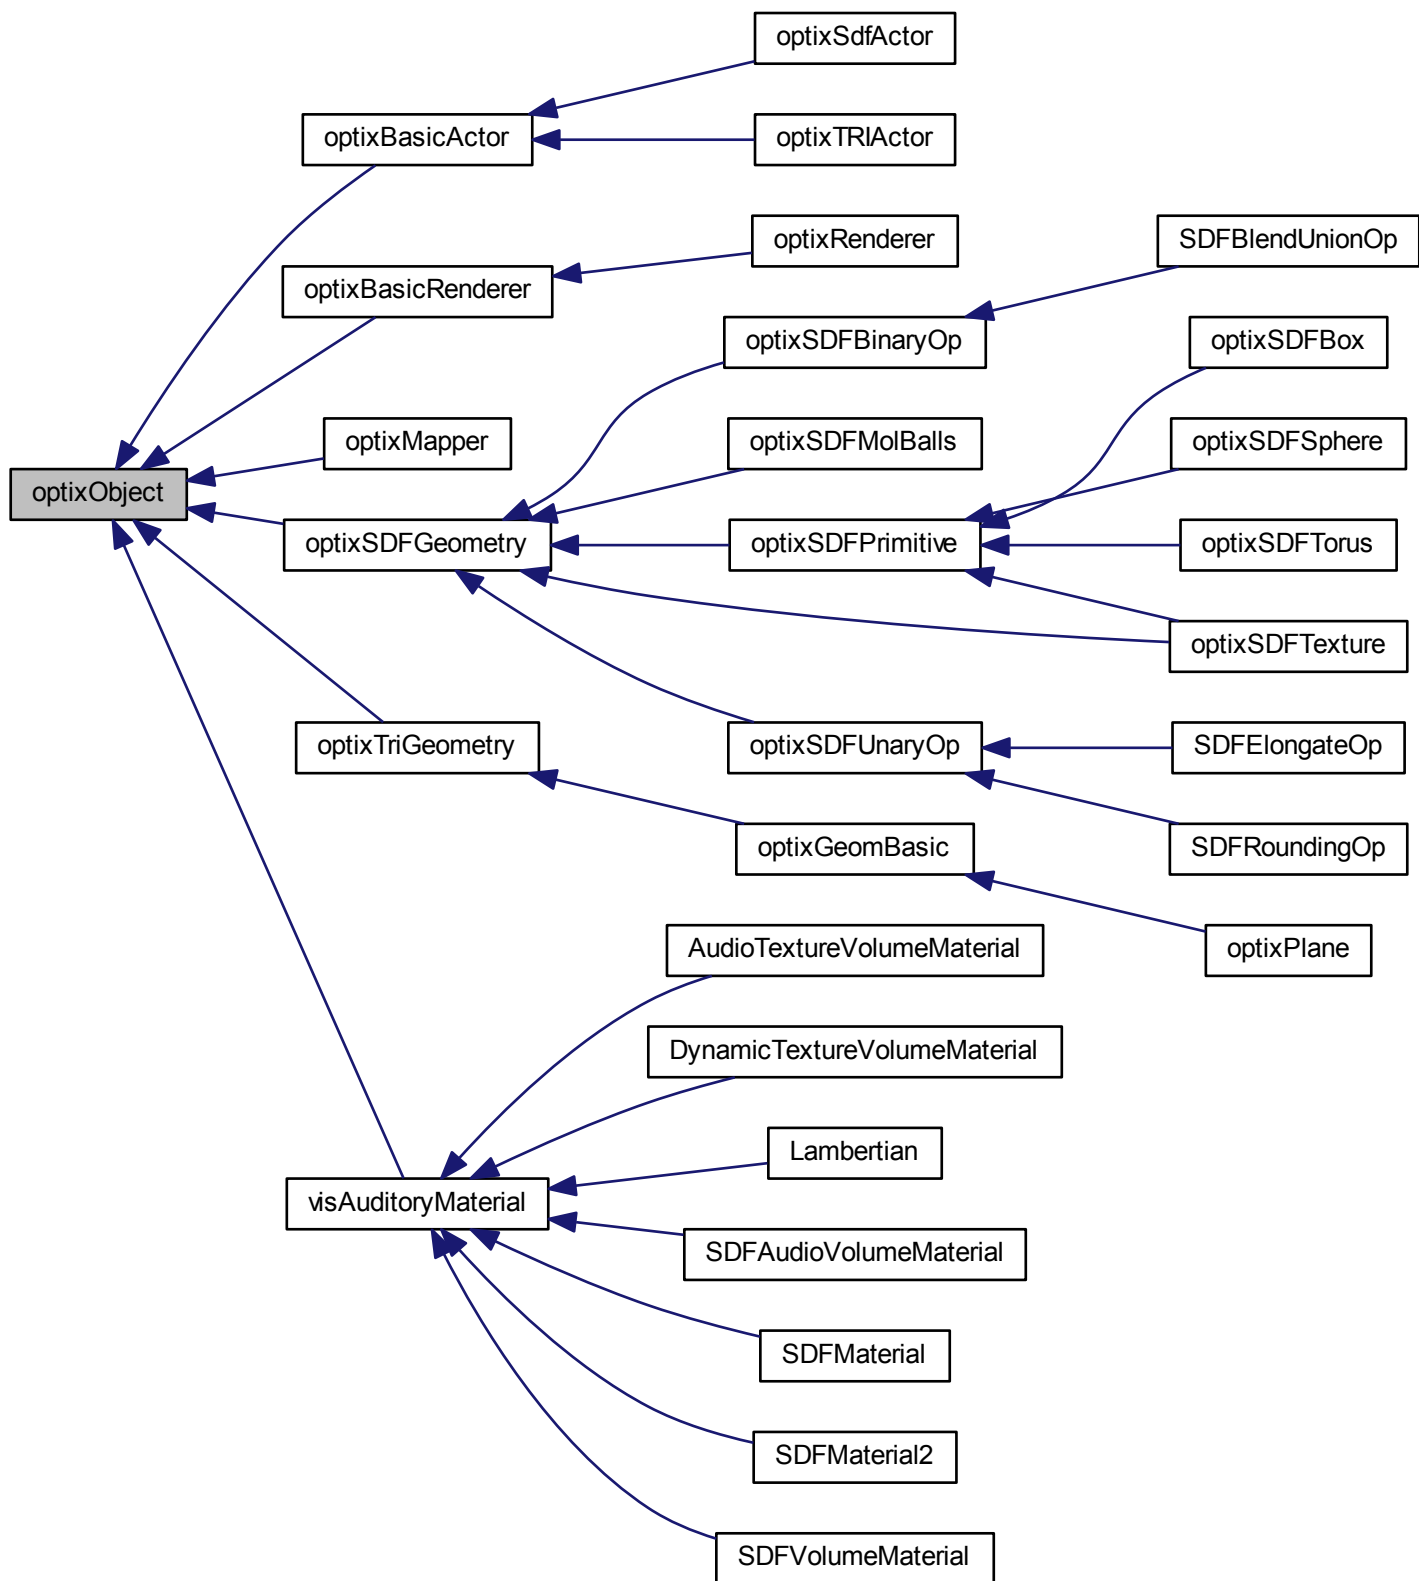 optixSdfActor
optixBasicActor
optixTRIActor
optixRenderer
SDFBlendUnionOp
optixBasicRenderer
optixSDFBinaryOp
optixSDFBox
optixMapper
optixSDFMolBalls
optixSDFSphere
optixObject
optixSDFGeometry
optixSDFPrimitive
optixSDFTorus
optixSDFTexture
optixTriGeometry
optixSDFUnaryOp
SDFElongateOp
optixGeomBasic
SDFRoundingOp
AudioTextureVolumeMaterial
optixPlane
DynamicTextureVolumeMaterial
Lambertian
visAuditoryMaterial
SDFAudioVolumeMaterial
SDFMaterial
SDFMaterial2
SDFVolumeMaterial